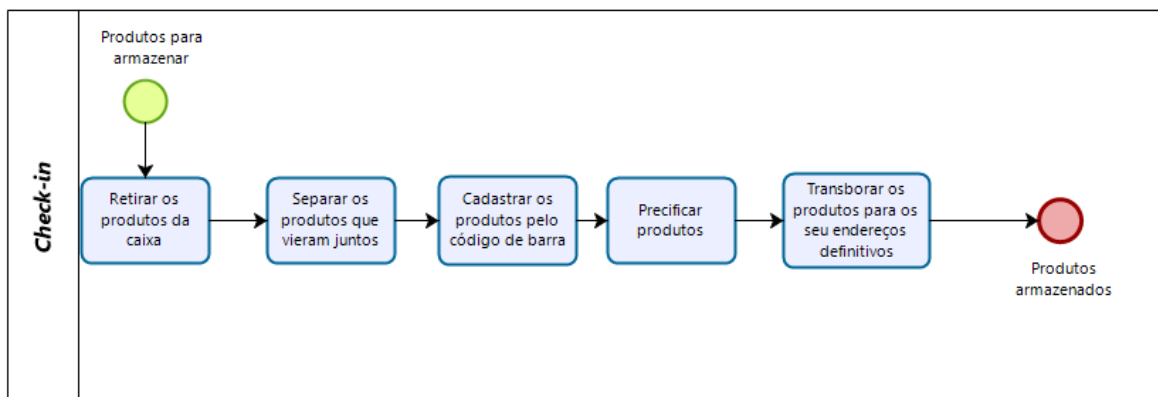 Produtos para
armazenar
Check-in
Retirar os
produtos da
caixa
Separar os
produtos que
vieram juntos
Cadastrar os
produtos pelo
código de barra
Precificar
produtos
Transborar os
produtos para os
seu endereços
definitivos
Produtos
armazenados